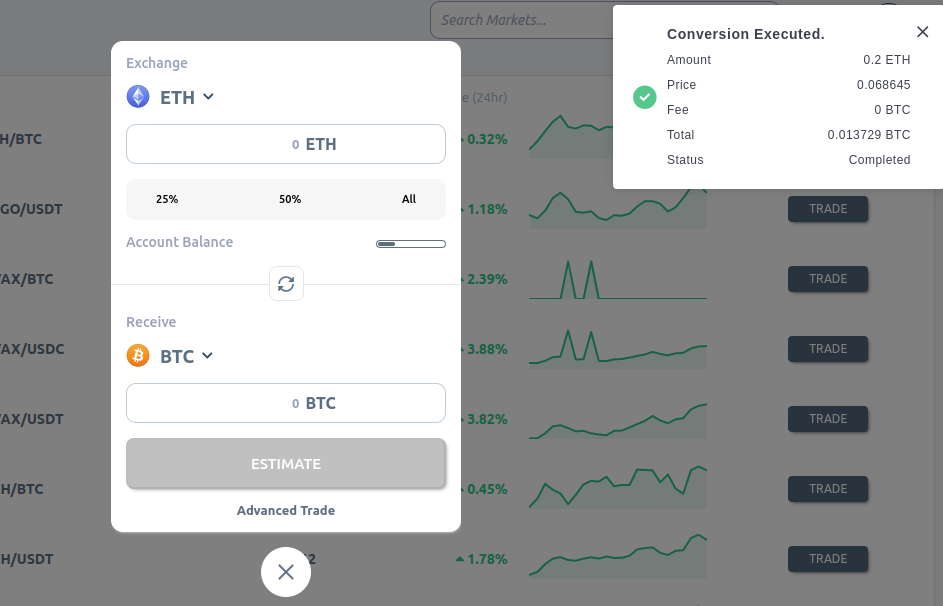 Search Markets...
Conversion Executed.
Amount 0.2 ETH
Price 0.068645
Fee 0 BTC
Total 0.013729 BTC
Status Completed
Exchange
ETH
0 ETH
25% 50% All
Account Balance
Receive
BTC
0 BTC
ESTIMATE
Advanced Trade
e (24hr)
H/BTC 0.32%
GO/USDT 1.18% TRADE
AX/BTC 2.39% TRADE
AX/USDC 3.88% TRADE
AX/USDT 3.82% TRADE
H/BTC 0.45% TRADE
H/USDT 2 1.78% TRADE